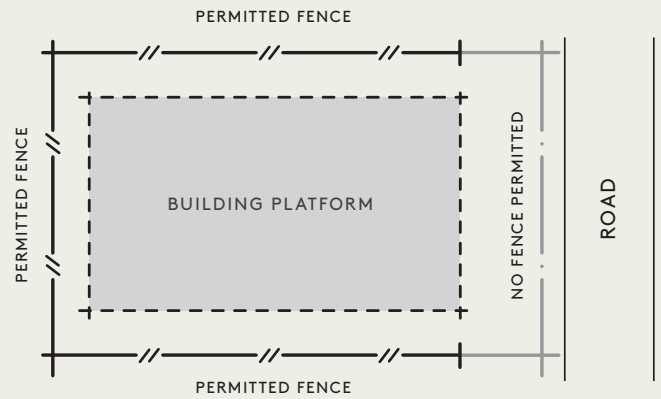 PERMITTED FENCE
PERMITTED FENCE
BUILDING PLATFORM
NO FENCE PERMITTED
ROAD
PERMITTED FENCE